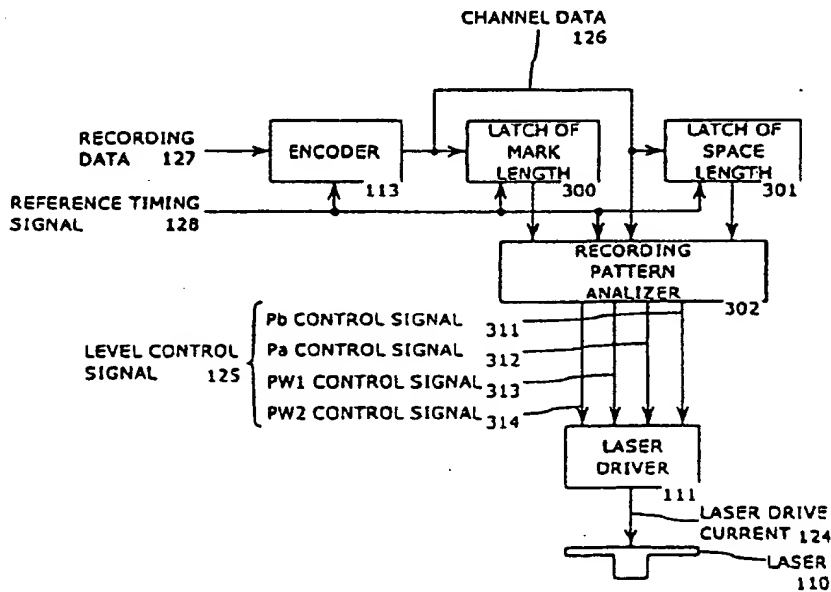 CHANNEL DATA
126
RECORDING
DATA 127
ENCODER
113
LATCH OF
MARK
LENGTH
300
LATCH OF
SPACE
LENGTH
301
REFERENCE TIMING
SIGNAL
128
RECORDING
PATTERN
ANALIZER
302
LEVEL CONTROL
SIGNAL 125
Pb CONTROL SIGNAL 311
Pa CONTROL SIGNAL 312
PW1 CONTROL SIGNAL 313
PW2 CONTROL SIGNAL 314
LASER
DRIVER
111
LASER DRIVE
CURRENT 124
LASER
110